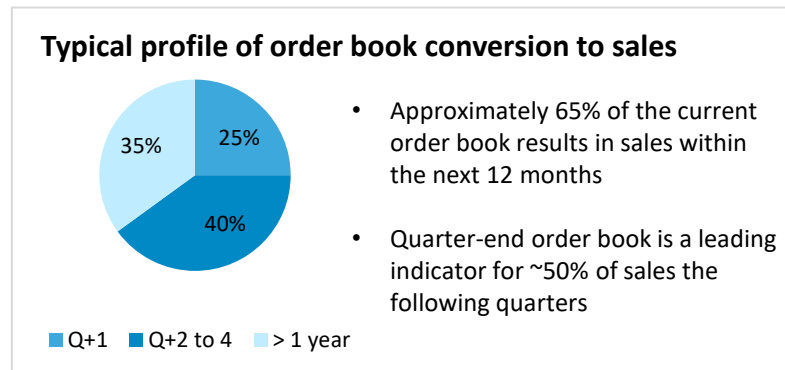 Typical profile of order book conversion to sales
35%
25%
40%
• Approximately 65% of the current
order book results in sales within
the next 12 months
• Quarter-end order book is a leading
indicator for ~50% of sales the
following quarters
Q+1 Q+2 to 4 > 1 year